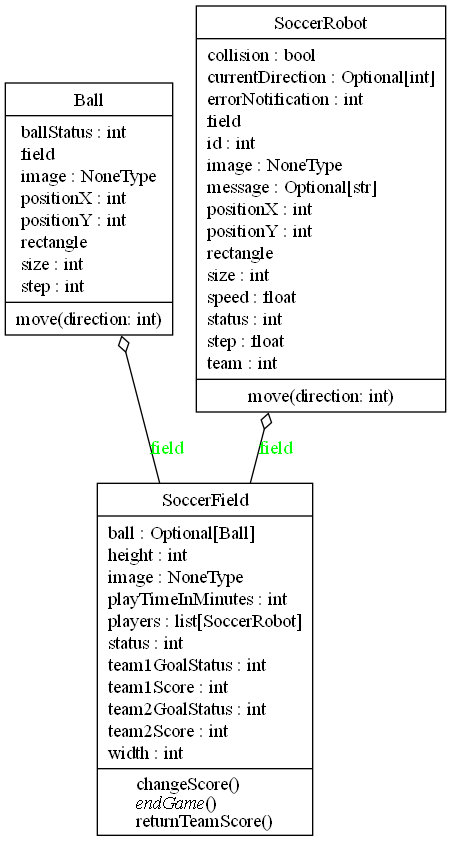 SoccerRobot
collision : bool
currentDirection : Optional[int]
errorNotification : int
field
id : int
image : NoneType
message : Optional[str]
positionX : int
positionY : int
rectangle
size : int
speed : float
status : int
step : float
team : int
move(direction: int)
Ball
ballStatus : int
field
image : NoneType
positionX : int
positionY : int
rectangle
size : int
step : int
move(direction: int)
field
field
SoccerField
ball : Optional[Ball]
height : int
image : NoneType
playTimeInMinutes : int
players : list[SoccerRobot]
status : int
team1GoalStatus : int
team1Score : int
team2GoalStatus : int
team2Score : int
width : int
changeScore()
endGame()
returnTeamScore()